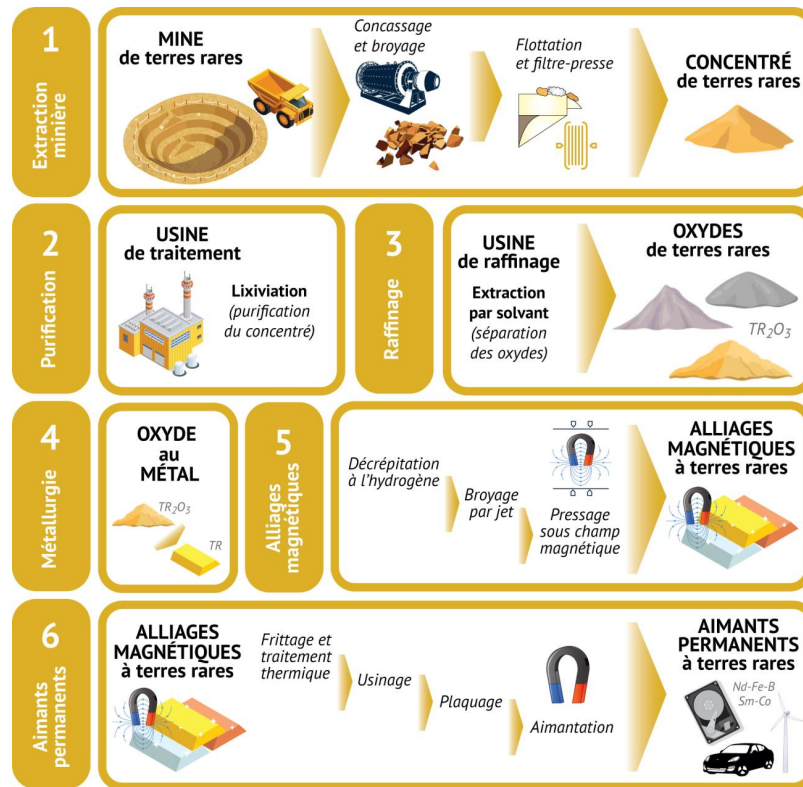 1
Extraction
minière
MINE
de terres rares
Concassage
et broyage
Flottation
et filtre-presse
CONCENTRÉ
de terres rares
2
Purification
USINE
de traitement
Lixiviation
(purification
du concentré)
3
Raffinage
USINE
de raffinage
Extraction
par solvant
(séparation
des oxydes)
OXYDES
de terres rares
TR₂O₃
4
Métallurgie
OXYDE
au
MÉTAL
TR₂O₃
TR
5
Alliages
magnétiques
Décrépitation
à l'hydrogène
Broyage
par jet
Pressage
sous champ
magnétique
ALLIAGES
MAGNÉTIQUES
à terres rares
6
Aimants
permanents
ALLIAGES
MAGNÉTIQUES
à terres rares
Frittage et
traitement
thermique
Usinage
Plaquage
Aimantation
AIMANTS
PERMANENTS
à terres rares
Nd-Fe-B
Sm-Co